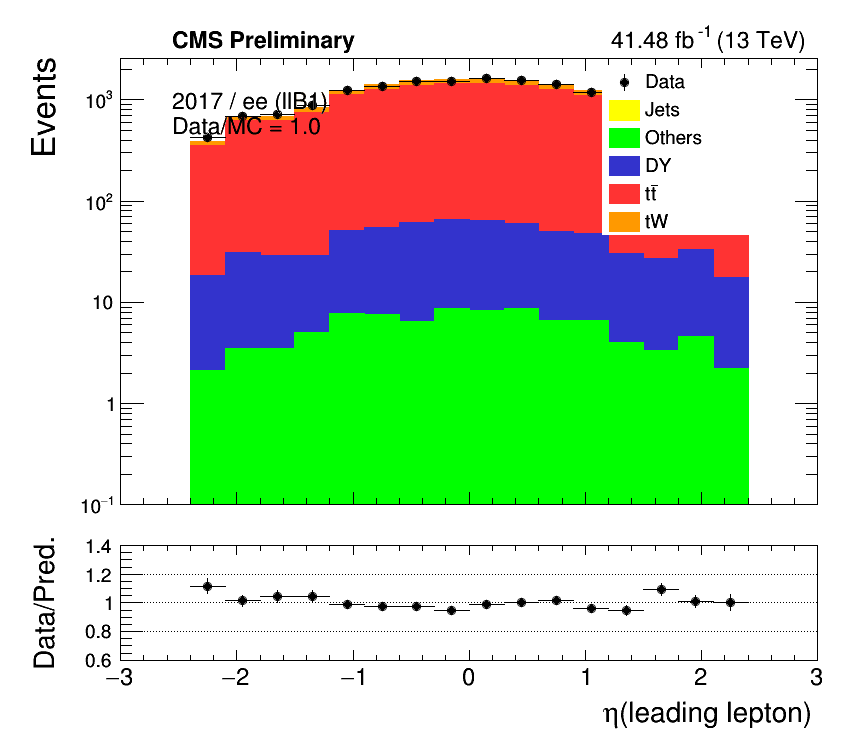 CMS Preliminary
41.48 fb⁻¹ (13 TeV)
Events
2017 / ee (llB1)
Data/MC = 1.0
Data
Jets
Others
DY
tt̄
tW
10³
10²
10
1
10⁻¹
Data/Pred.
1.4
1.2
1
0.8
0.6
−3 −2 −1 0 1 2 3
η(leading lepton)